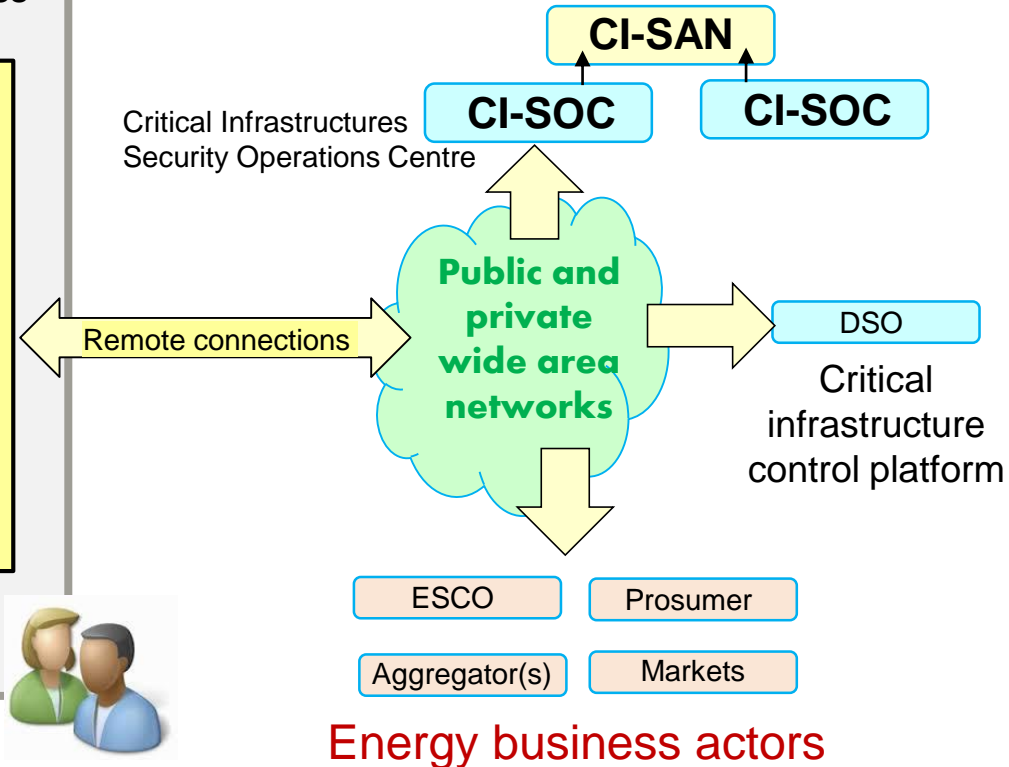 CI-SAN
CI-SOC
CI-SOC
Critical Infrastructures
Security Operations Centre
Public and
private
wide area
networks
Remote connections
DSO
Critical
infrastructure
control platform
ESCO
Prosumer
Aggregator(s)
Markets
Energy business actors